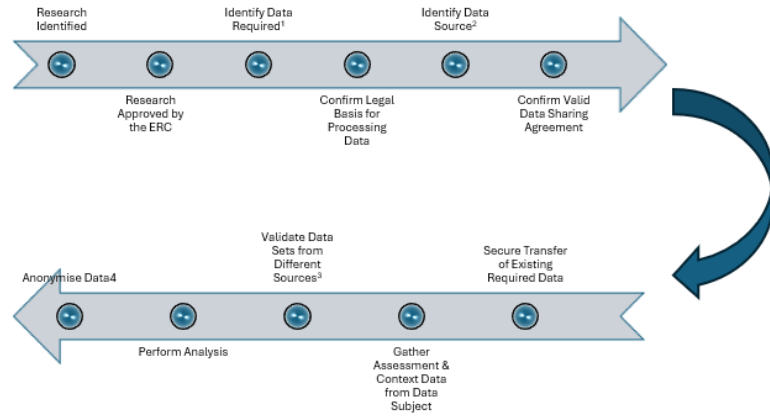 Research
Identified
Research
Approved by
the ERC
Identify Data
Required¹
Confirm Legal
Basis for
Processing
Data
Identify Data
Source²
Confirm Valid
Data Sharing
Agreement
Secure Transfer
of Existing
Required Data
Gather
Assessment &
Context Data
from Data
Subject
Validate Data
Sets from
Different
Sources³
Perform Analysis
Anonymise Data4